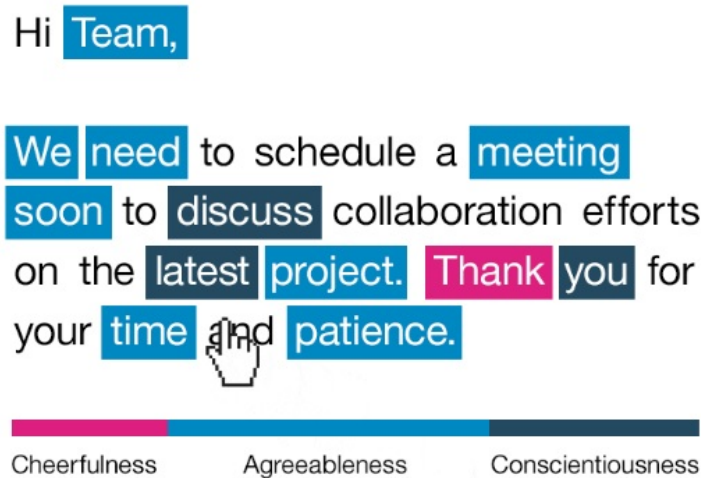 Hi Team,
We need to schedule a meeting
soon to discuss collaboration efforts
on the latest project. Thank you for
your time and patience.
Cheerfulness Agreeableness Conscientiousness